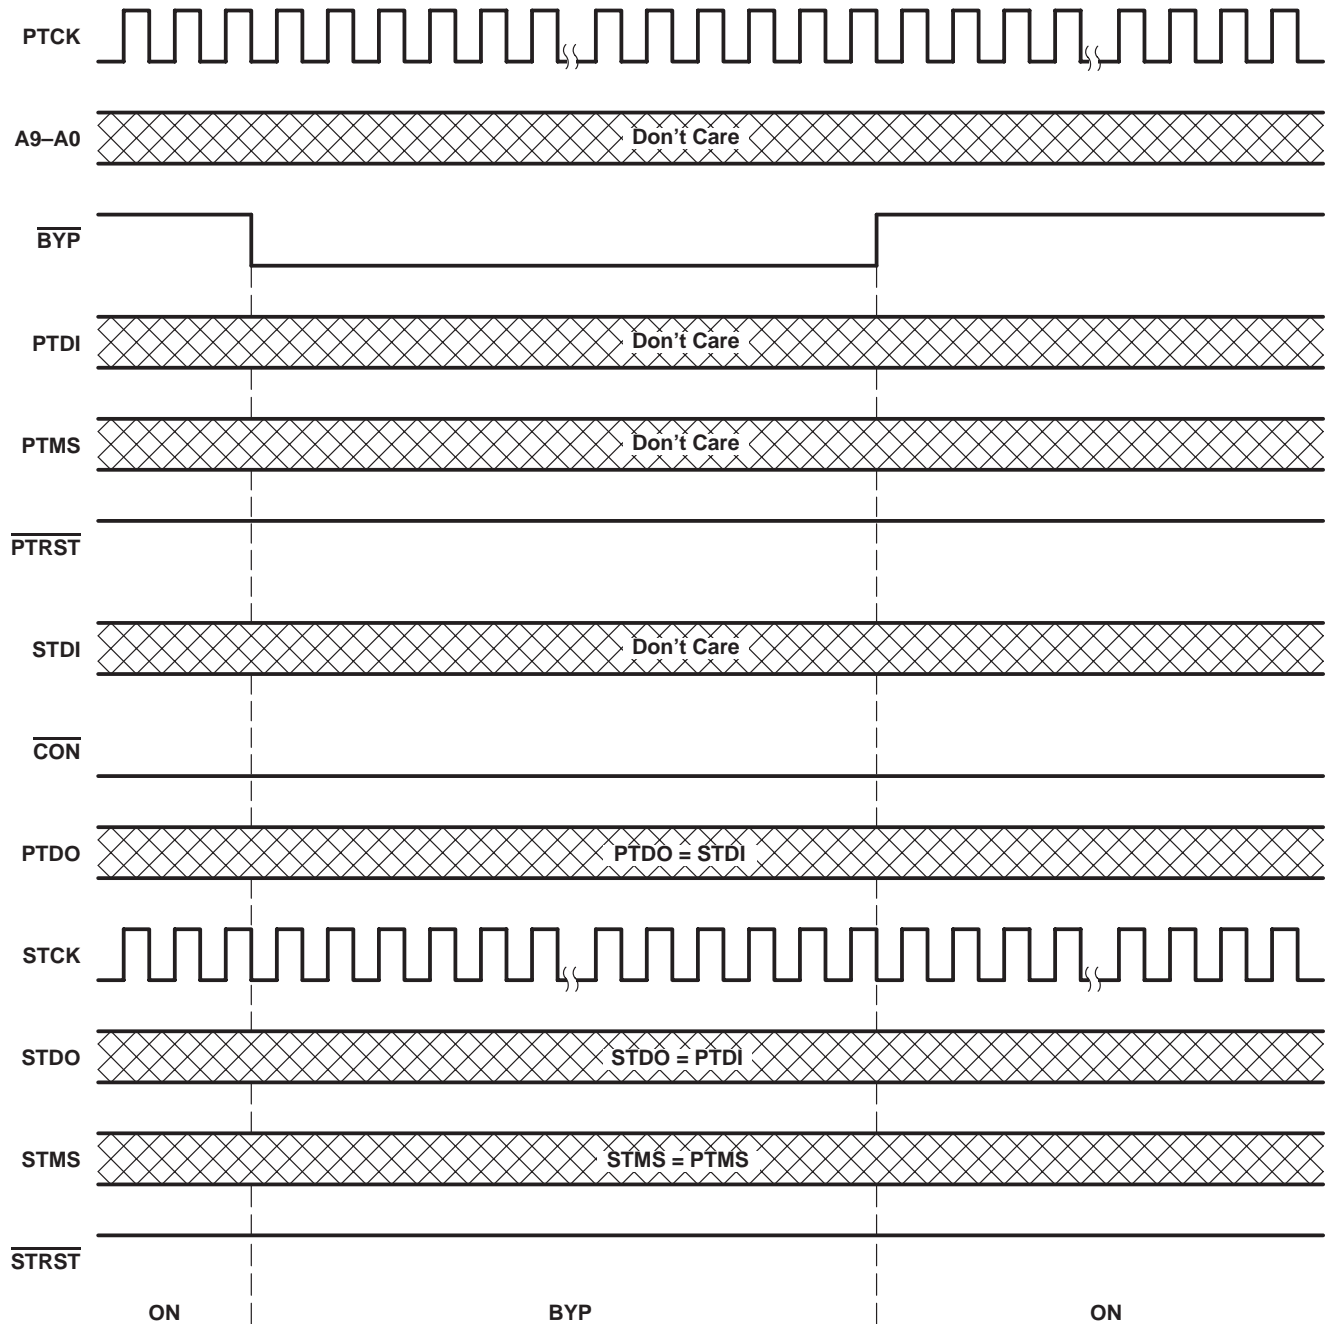 PTCK
A9–A0
Don't Care
BYP
PTDI
Don't Care
PTMS
Don't Care
PTRST
STDI
Don't Care
CON
PTDO
PTDO = STDI
STCK
STDO
STDO = PTDI
STMS
STMS = PTMS
STRST
ON
BYP
ON